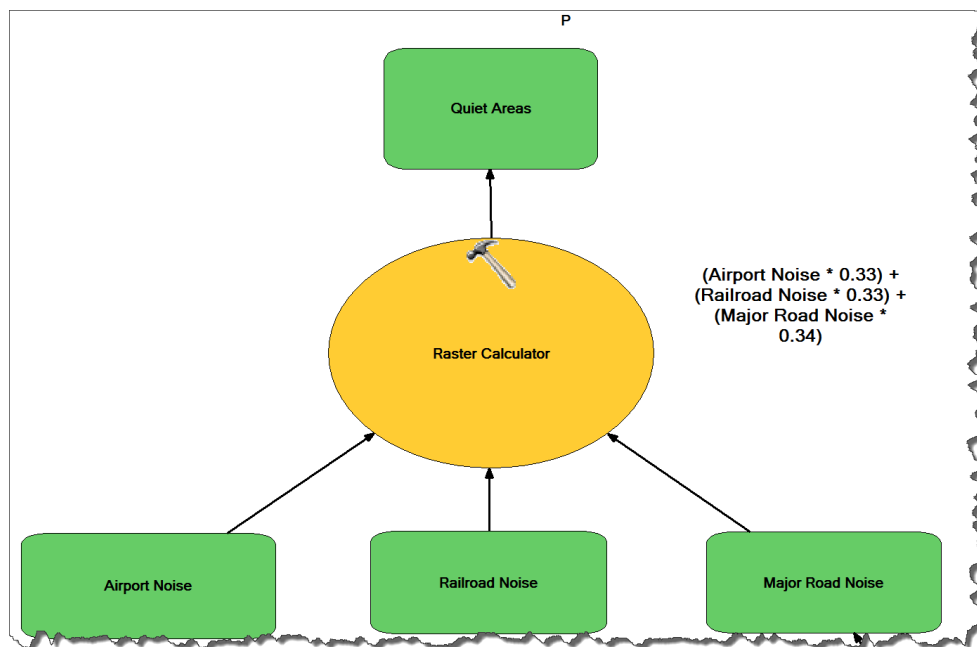 P
Quiet Areas
(Airport Noise * 0.33) +
(Railroad Noise * 0.33) +
(Major Road Noise *
0.34)
Raster Calculator
Airport Noise
Railroad Noise
Major Road Noise